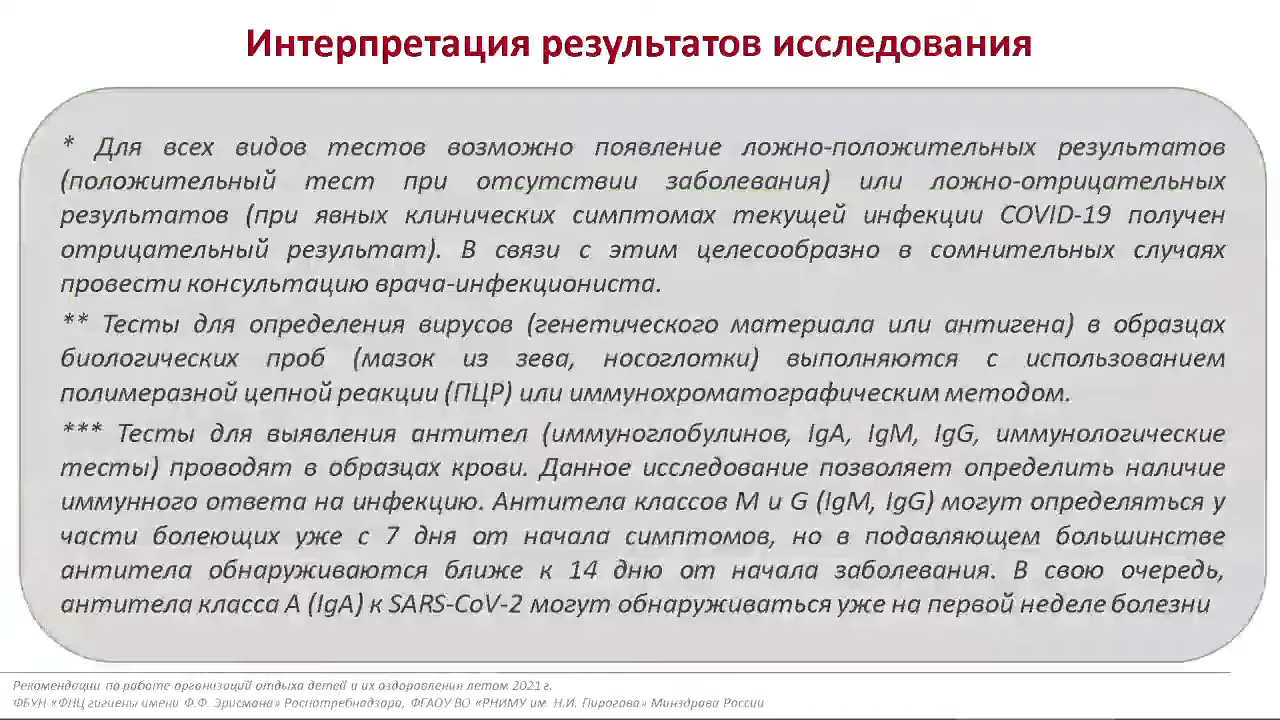 Интерпретация результатов исследования
* Для всех видов тестов возможно появление ложно-положительных результатов
(положительный тест при отсутствии заболевания) или ложно-отрицательных
результатов (при явных клинических симптомах текущей инфекции COVID-19 получен
отрицательный результат). В связи с этим целесообразно в сомнительных случаях
провести консультацию врача-инфекциониста.
** Тесты для определения вирусов (генетического материала или антигена) в образцах
биологических проб (мазок из зева, носоглотки) выполняются с использованием
полимеразной цепной реакции (ПЦР) или иммунохроматографическим методом.
*** Тесты для выявления антител (иммуноглобулинов, IgA, IgM, IgG, иммунологические
тесты) проводят в образцах крови. Данное исследование позволяет определить наличие
иммунного ответа на инфекцию. Антитела классов M и G (IgM, IgG) могут определяться у
части болеющих уже с 7 дня от начала симптомов, но в подавляющем большинстве
антитела обнаруживаются ближе к 14 дню от начала заболевания. В свою очередь,
антитела класса A (IgA) к SARS-CoV-2 могут обнаруживаться уже на первой неделе болезни
Рекомендации по работе организаций отдыха детей и их оздоровления летом 2021 г.
ФБУН «ФНЦ гигиены имени Ф.Ф. Эрисмана» Роспотребнадзора, ФГАОУ ВО «РНИМУ им. Н.И. Пирогова» Минздрава России